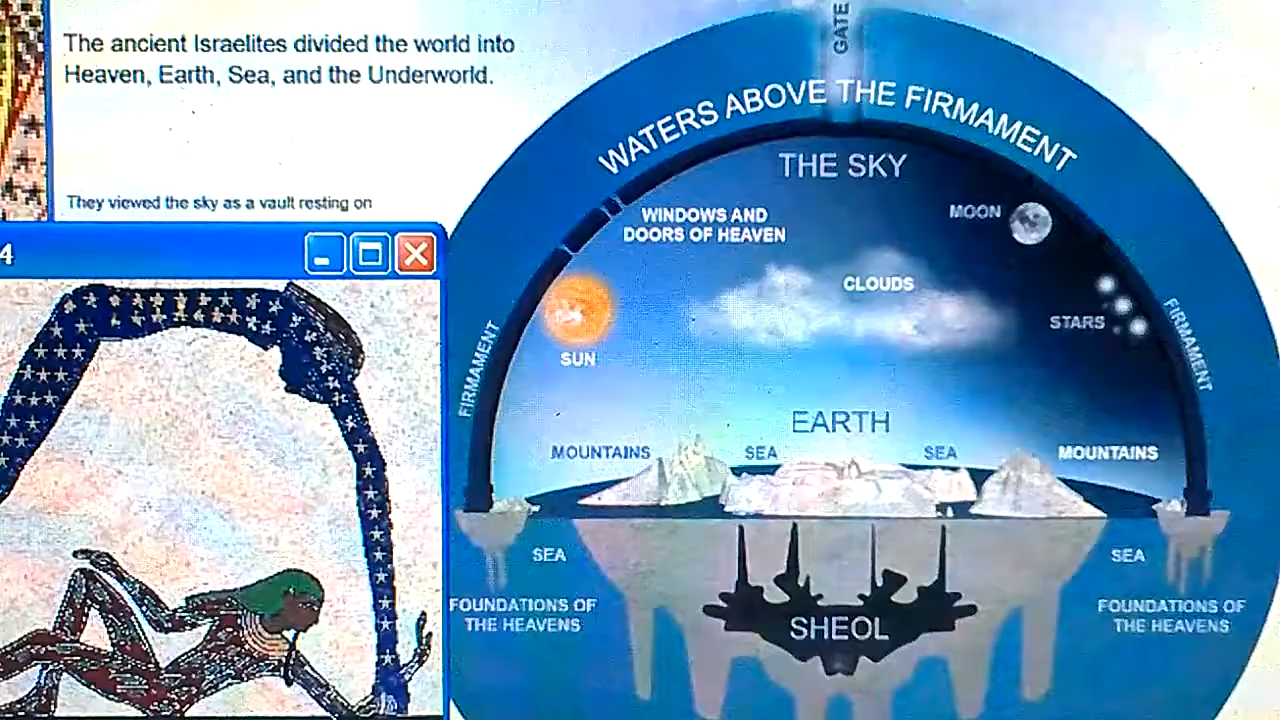 The ancient Israelites divided the world into
Heaven, Earth, Sea, and the Underworld.
They viewed the sky as a vault resting on
4
GATE
WATERS ABOVE THE FIRMAMENT
THE SKY
WINDOWS AND
DOORS OF HEAVEN
MOON
CLOUDS
STARS
SUN
FIRMAMENT
FIRMAMENT
EARTH
MOUNTAINS
SEA
SEA
MOUNTAINS
SEA
SEA
FOUNDATIONS OF
THE HEAVENS
FOUNDATIONS OF
THE HEAVENS
SHEOL